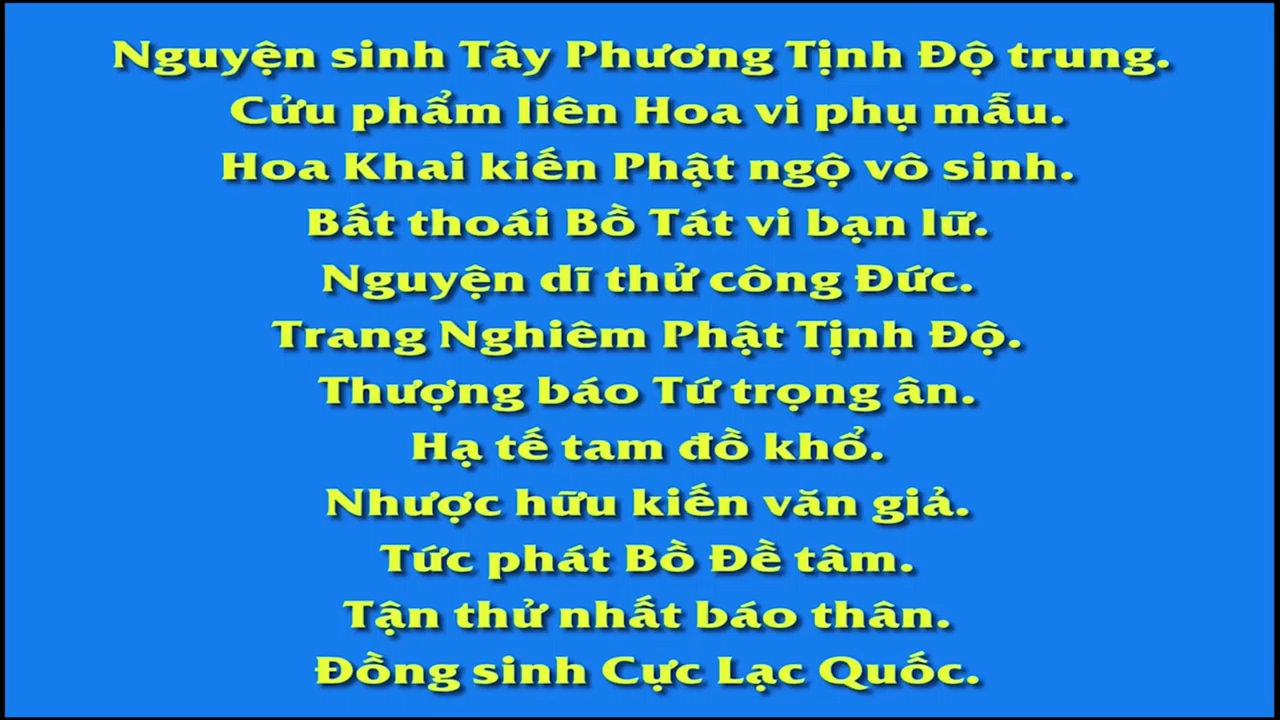 Nguyện sinh Tây Phương Tịnh Độ trung.
Cửu phẩm liên Hoa vi phụ mẫu.
Hoa Khai kiến Phật ngộ vô sinh.
Bất thoái Bồ Tát vi bạn lữ.
Nguyện dĩ thử công Đức.
Trang Nghiêm Phật Tịnh Độ.
Thượng báo Tứ trọng ân.
Hạ tế tam đồ khổ.
Nhược hữu kiến văn giả.
Tức phát Bồ Đề tâm.
Tận thử nhất báo thân.
Đồng sinh Cực Lạc Quốc.